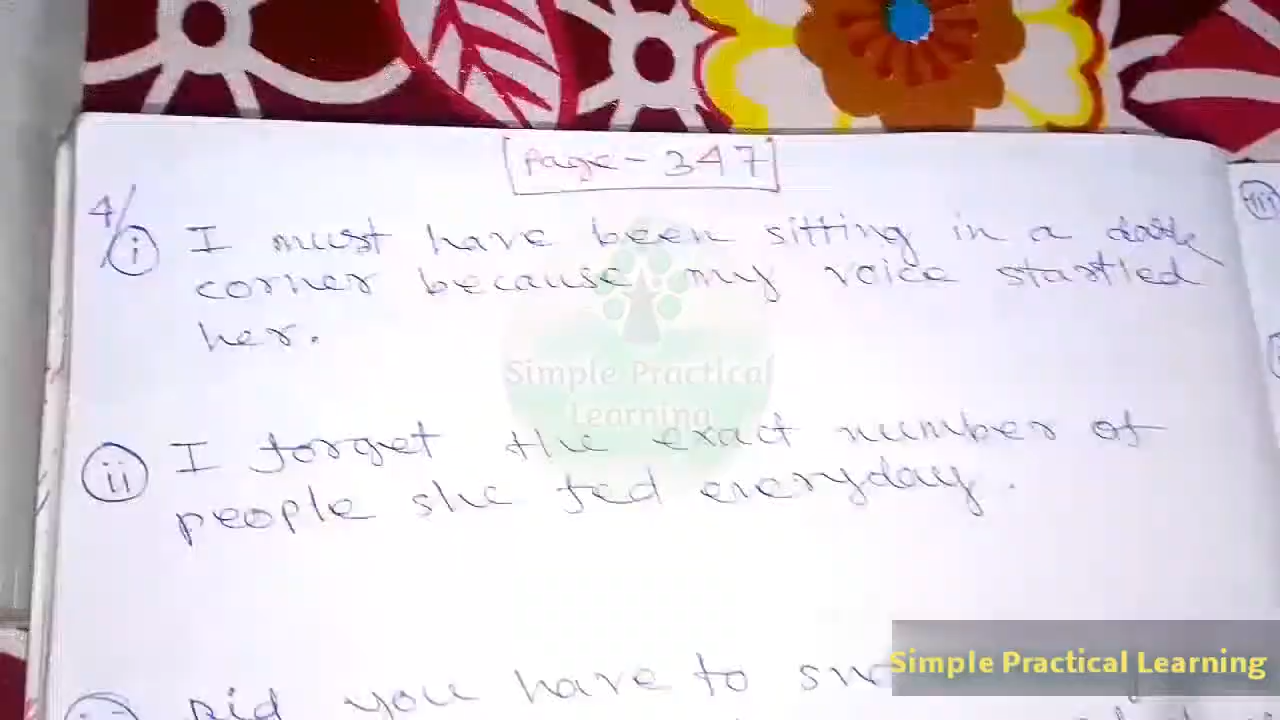 Page - 347
4/
i I must have been sitting in a dark
corner because my voice startled
her.
Simple Practical
Learning
ii I forget the exact number of
people she fed everyday.
Did you have to
Simple Practical Learning
iii